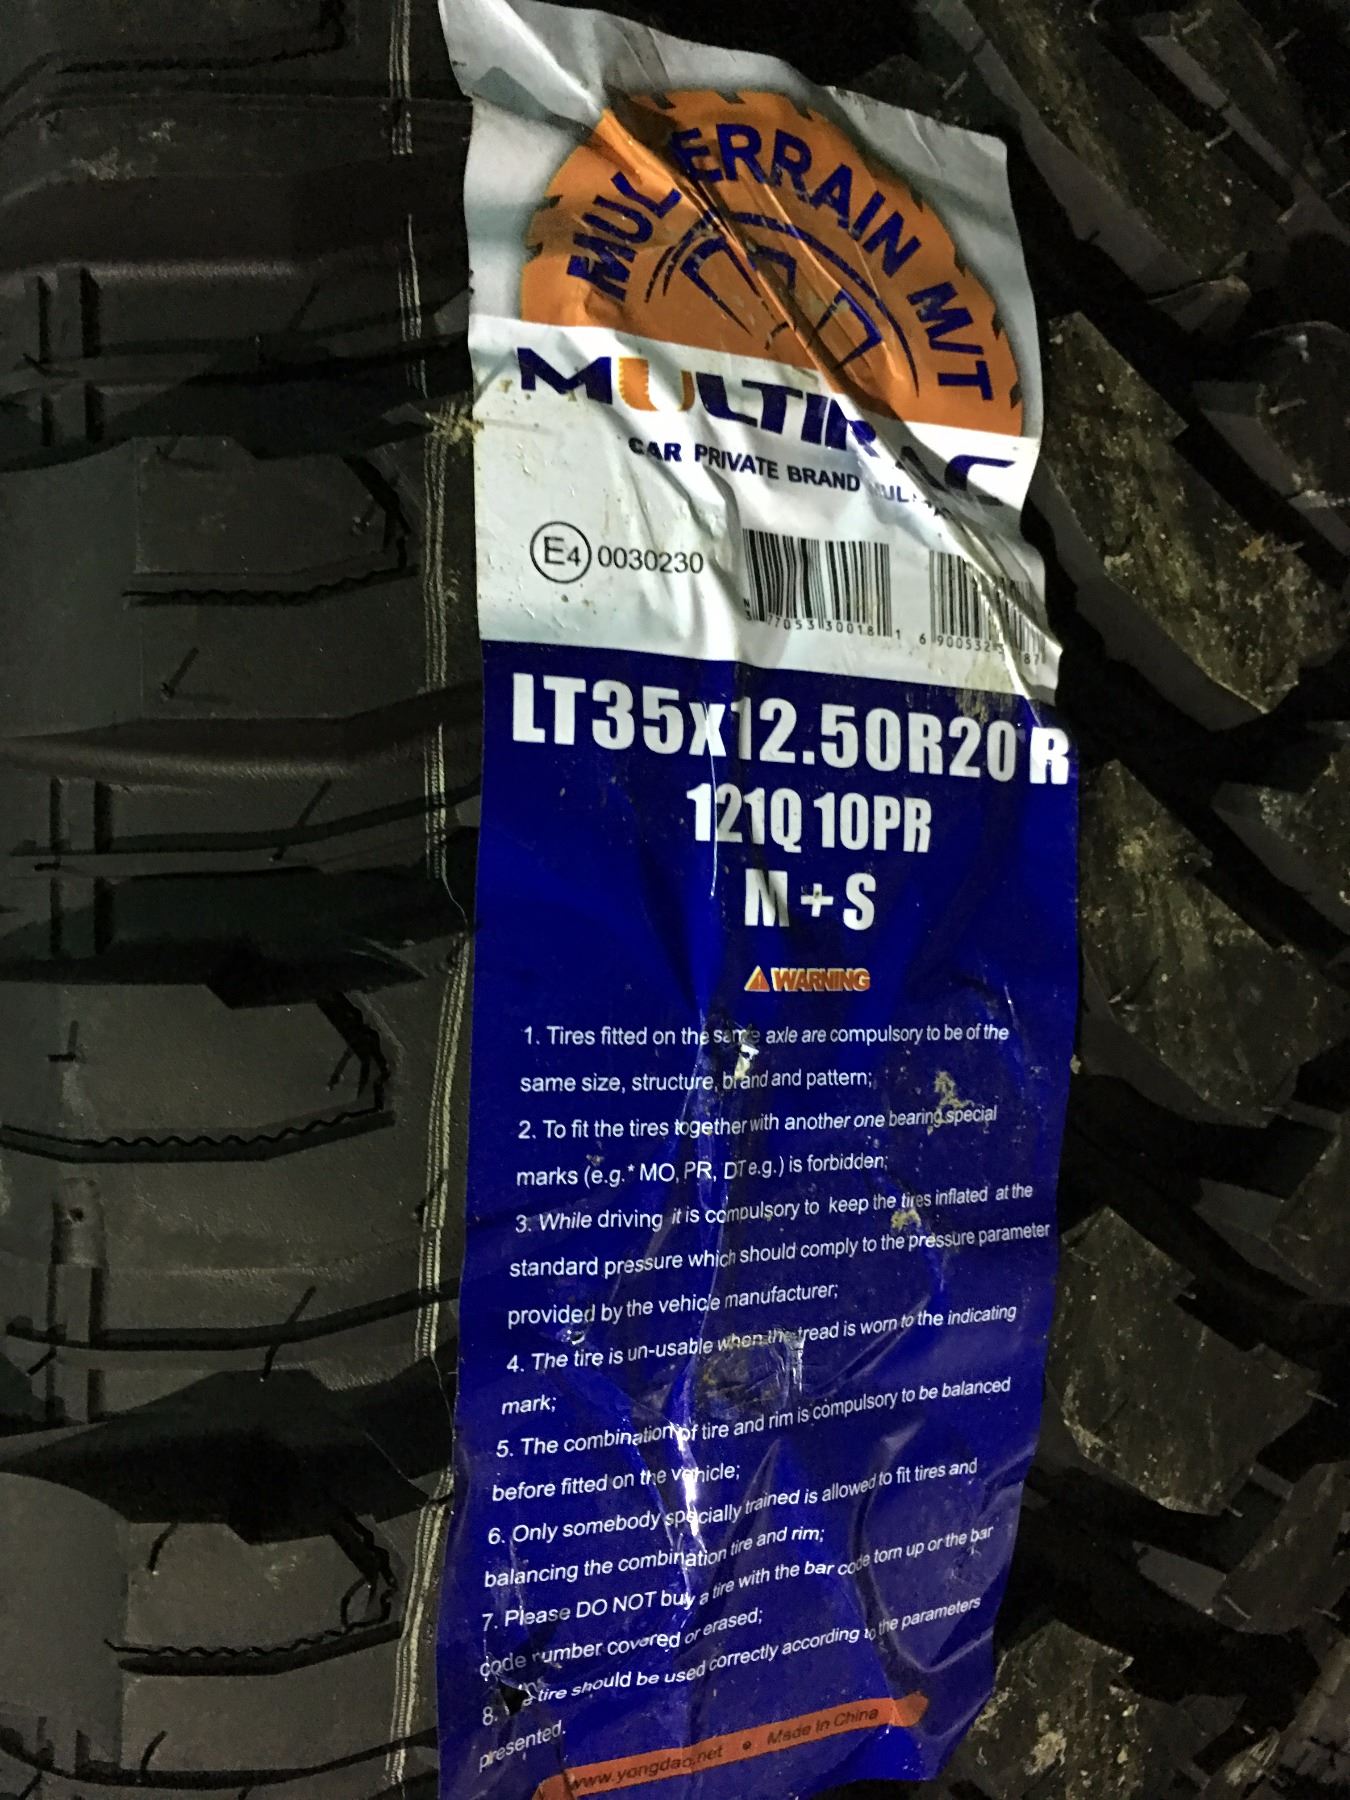 MUL ERRAIN M/T
MULTIRAC
CAR PRIVATE BRAND
E4 0030230
LT35x12.50R20 R
121Q 10PR
M+S
WARNING
1. Tires fitted on the same axle are compulsory to be of the
same size, structure, brand and pattern;
2. To fit the tires together with another one bearing special
marks (e.g.* MO, PR, DT e.g.) is forbidden;
3. While driving it is compulsory to keep the tires inflated at the
standard pressure which should comply to the pressure parameter
provided by the vehicle manufacturer;
4. The tire is un-usable when the tread is worn to the indicating
mark;
5. The combination of tire and rim is compulsory to be balanced
before fitted on the vehicle;
6. Only somebody specially trained is allowed to fit tires and
balancing the combination tire and rim;
7. Please DO NOT buy a tire with the bar code torn up or the bar
code number covered or erased;
8. tire should be used correctly according to the parameters
presented.
www.yongdao.net • Made In China